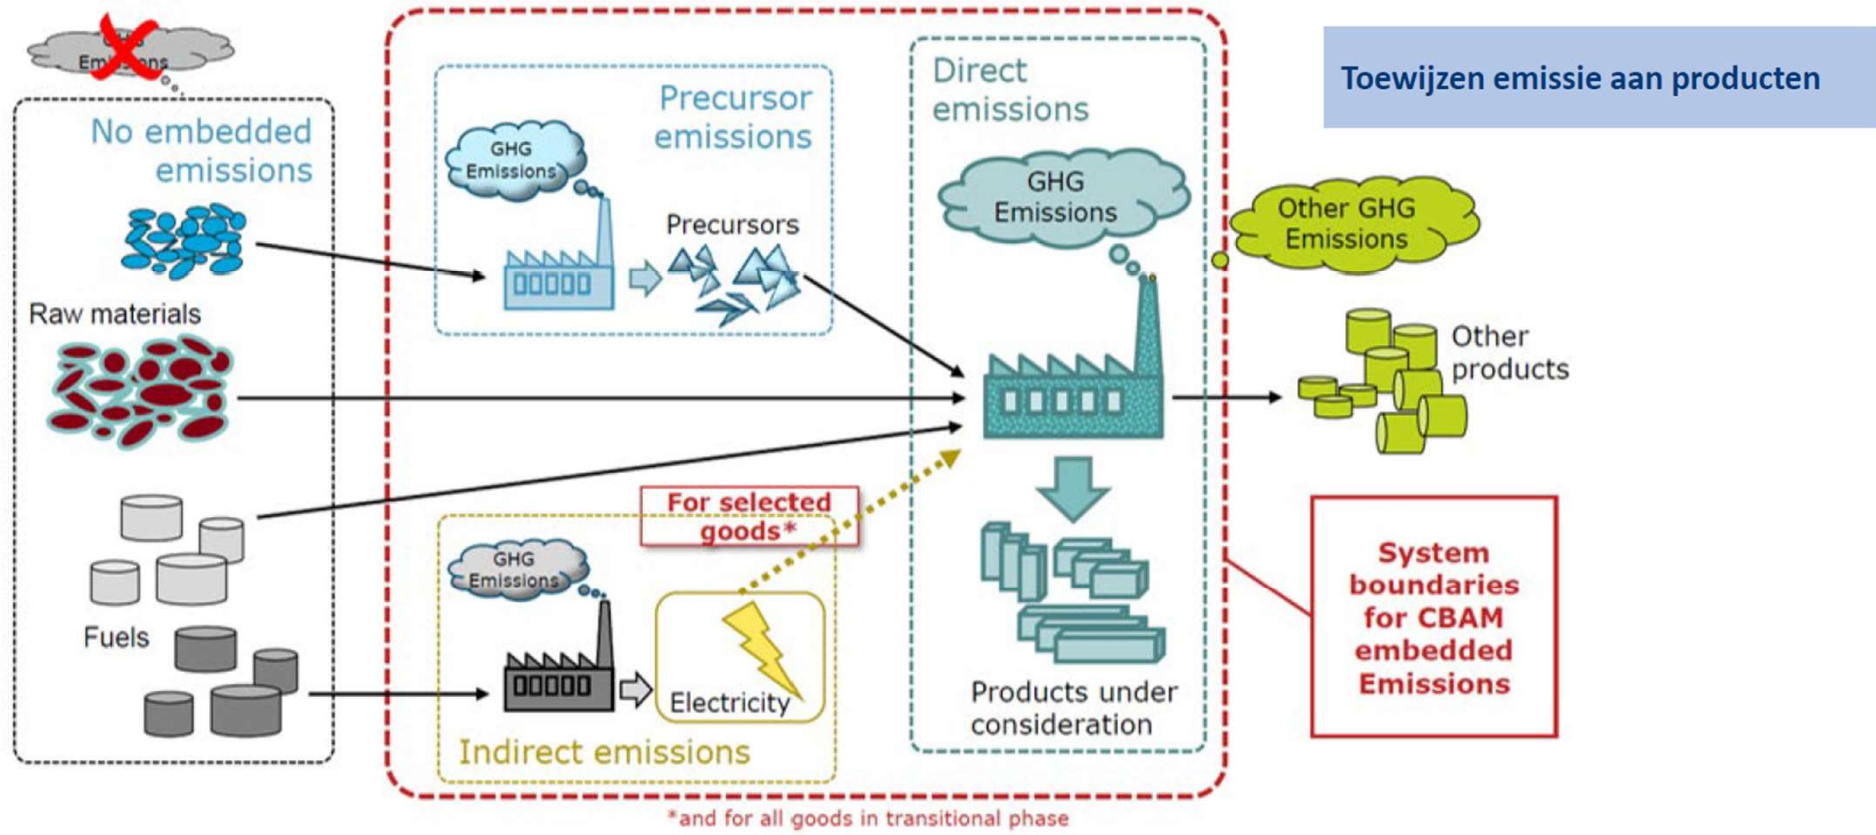 GHG
Emissions
No embedded
emissions
Raw materials
Fuels
Precursor
emissions
GHG
Emissions
Precursors
For selected
goods*
GHG
Emissions
Electricity
Indirect emissions
Direct
emissions
GHG
Emissions
Products under
consideration
*and for all goods in transitional phase
Toewijzen emissie aan producten
Other GHG
Emissions
Other
products
System
boundaries
for CBAM
embedded
Emissions